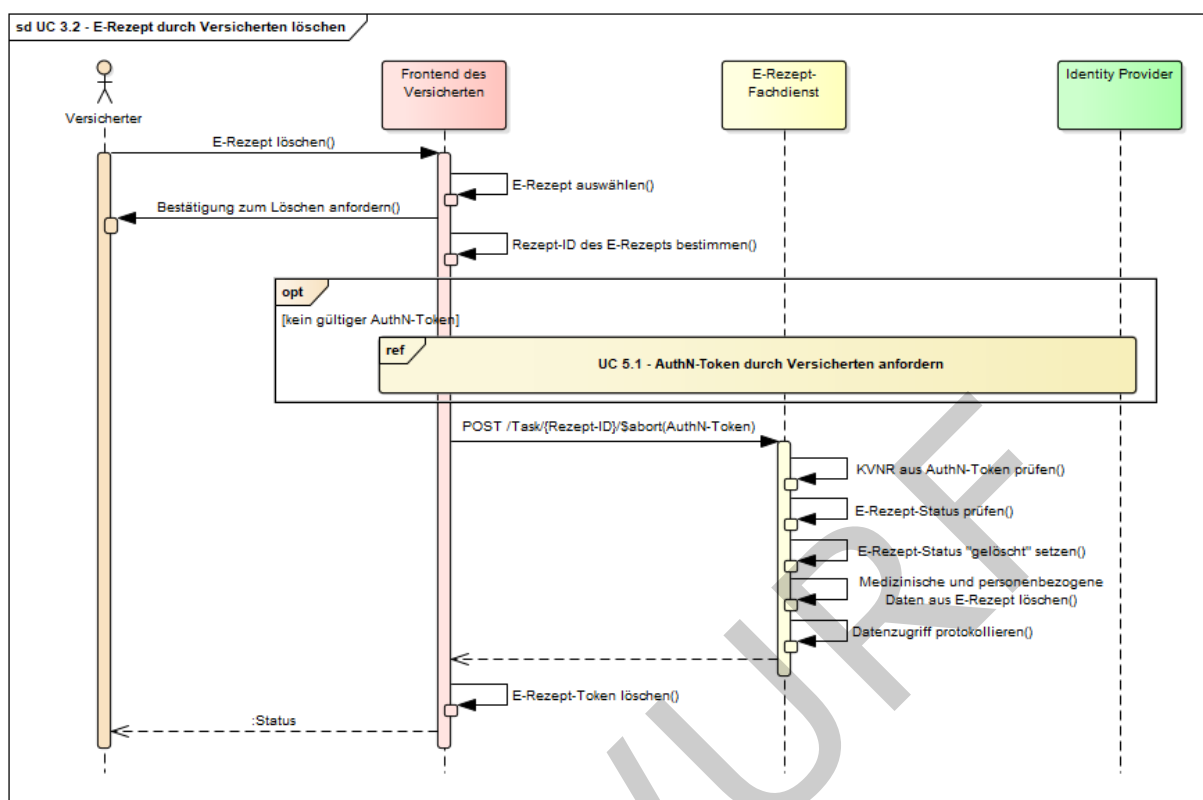 sd UC 3.2 - E-Rezept durch Versicherten löschen
Versicherter
Frontend des
Versicherten
E-Rezept-
Fachdienst
Identity Provider
E-Rezept löschen()
E-Rezept auswählen()
Bestätigung zum Löschen anfordern()
Rezept-ID des E-Rezepts bestimmen()
opt
[kein gültiger AuthN-Token]
ref
UC 5.1 - AuthN-Token durch Versicherten anfordern
POST /Task/{Rezept-ID}/$abort(AuthN-Token)
KVNR aus AuthN-Token prüfen()
E-Rezept-Status prüfen()
E-Rezept-Status "gelöscht" setzen()
Medizinische und personenbezogene
Daten aus E-Rezept löschen()
Datenzugriff protokollieren()
E-Rezept-Token löschen()
:Status
URF